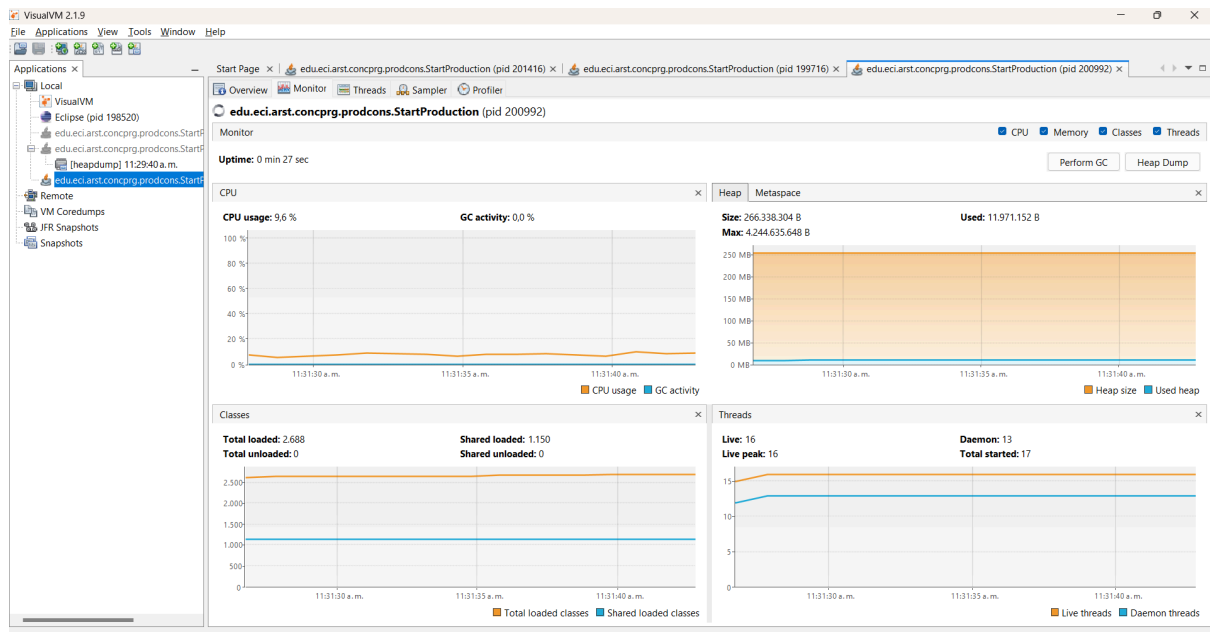 VisualVM 2.1.9
File Applications View Tools Window Help
Applications
Start Page
edu.eci.arst.concprg.prodcons.StartProduction (pid 201416)
edu.eci.arst.concprg.prodcons.StartProduction (pid 199716)
edu.eci.arst.concprg.prodcons.StartProduction (pid 200992)
Local
VisualVM
Eclipse (pid 198520)
edu.eci.arst.concprg.prodcons.StartP
edu.eci.arst.concprg.prodcons.StartP
[heapdump] 11:29:40 a. m.
edu.eci.arst.concprg.prodcons.StartP
Remote
VM Coredumps
JFR Snapshots
Snapshots
Overview Monitor Threads Sampler Profiler
edu.eci.arst.concprg.prodcons.StartProduction (pid 200992)
Monitor
CPU Memory Classes Threads
Uptime: 0 min 27 sec
Perform GC Heap Dump
CPU
CPU usage: 9,6 % GC activity: 0,0 %
100 %
80 %
60 %
40 %
20 %
0 %
11:31:30 a. m. 11:31:35 a. m. 11:31:40 a. m.
CPU usage GC activity
Heap Metaspace
Size: 266.338.304 B Used: 11.971.152 B
Max: 4.244.635.648 B
250 MB
200 MB
150 MB
100 MB
50 MB
0 MB
11:31:30 a. m. 11:31:35 a. m. 11:31:40 a. m.
Heap size Used heap
Classes
Total loaded: 2.688 Shared loaded: 1.150
Total unloaded: 0 Shared unloaded: 0
2.500
2.000
1.500
1.000
500
0
11:31:30 a. m. 11:31:35 a. m. 11:31:40 a. m.
Total loaded classes Shared loaded classes
Threads
Live: 16 Daemon: 13
Live peak: 16 Total started: 17
15
10
5
0
11:31:30 a. m. 11:31:35 a. m. 11:31:40 a. m.
Live threads Daemon threads